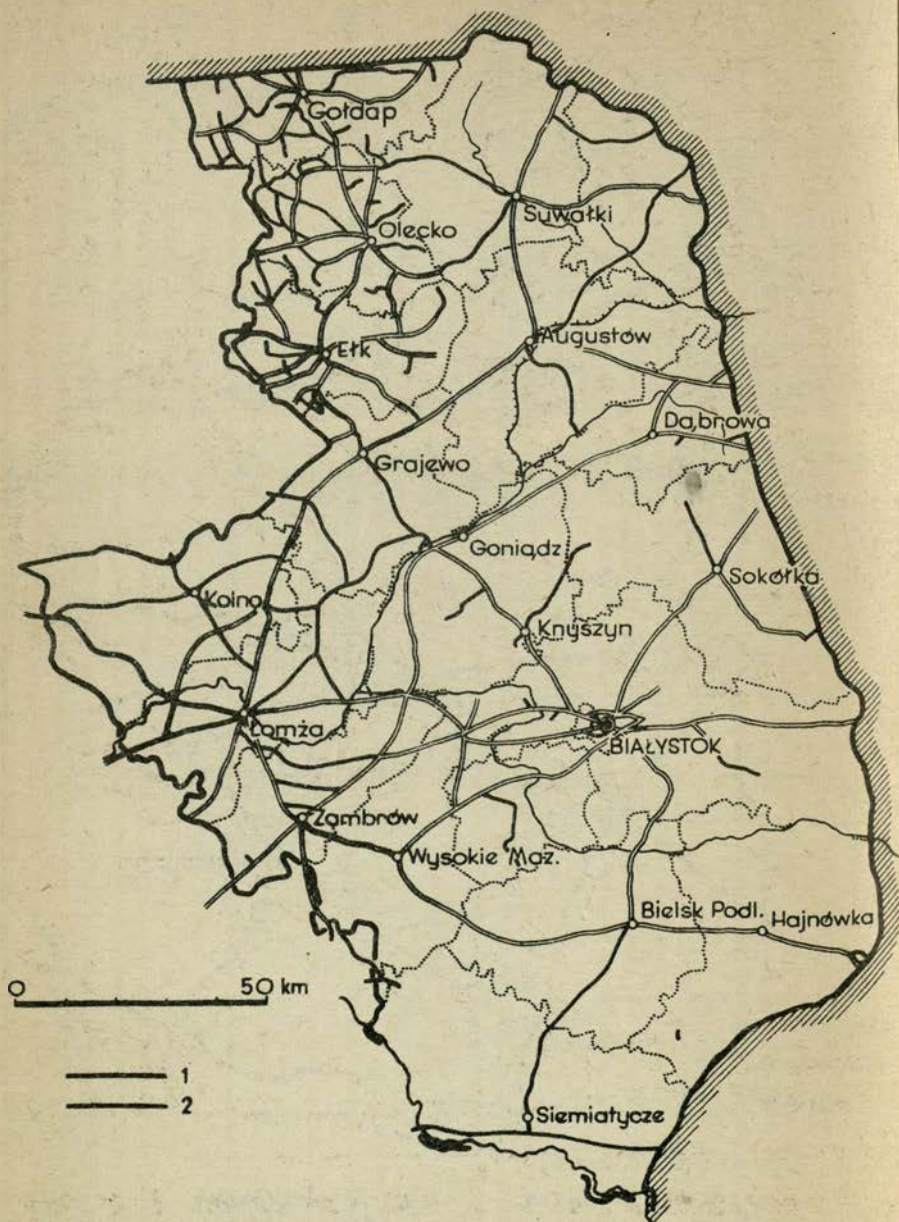 Gołdap
Suwałki
Olecko
Augustów
Ełk
Dąbrowa
Grajewo
Goniądz
Sokółka
Kolno
Knyszyn
Łomża
BIAŁYSTOK
Zambrów
Wysokie Maz.
Bielsk Podl.
Hajnówka
0 50 km
1
2
Siemiatycze